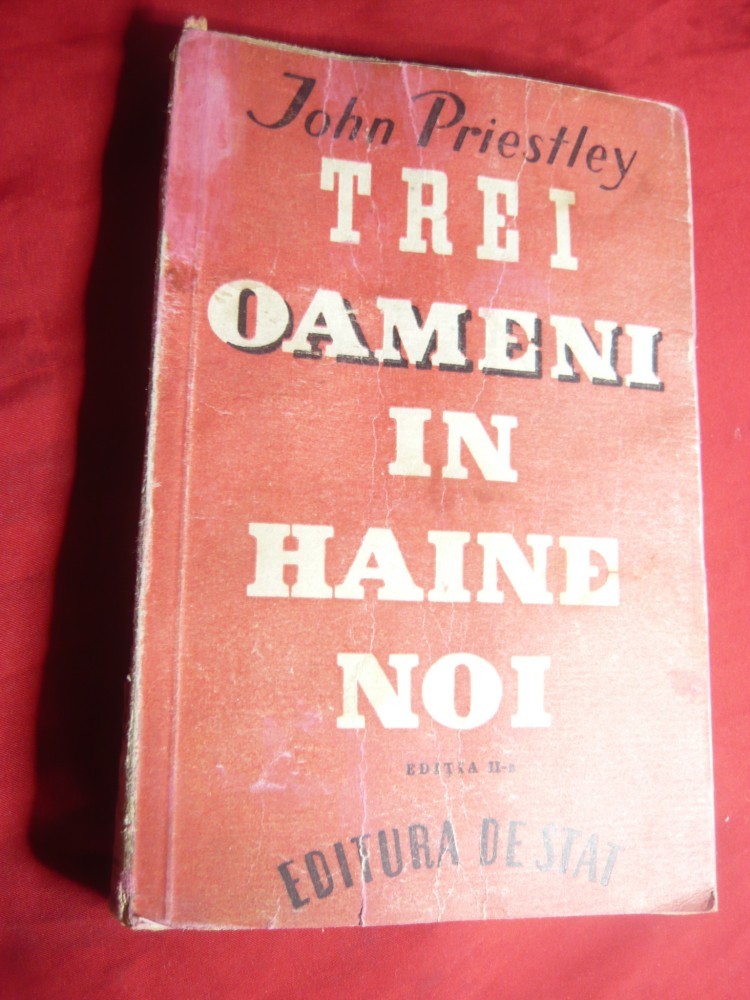 John Priestley
TREI
OAMENI
IN
HAINE
NOI
EDIȚIA II-a
EDITURA DE STAT